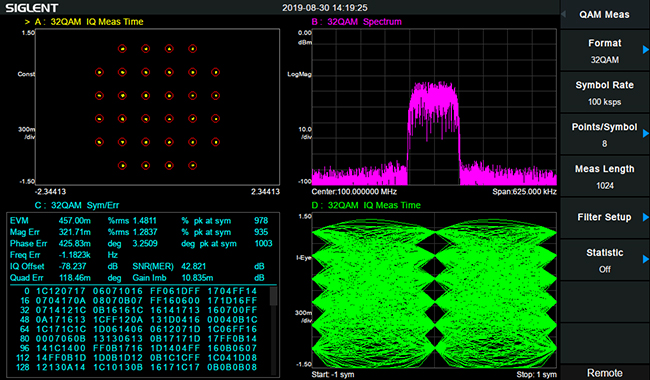 SIGLENT 2019-08-30 14:19:25
> A : 32QAM IQ Meas Time
1.50
Const
300m
/div
-1.50
-2.34413 2.34413
B : 32QAM Spectrum
0.00
dBm
LogMag
10.0
/div
-100
Center:100.000000 MHz Span:625.000 kHz
C : 32QAM Sym/Err
EVM 457.00m %rms 1.4811 % pk at sym 978
Mag Err 321.71m %rms 1.2837 % pk at sym 935
Phase Err 425.83m deg 3.2509 deg pk at sym 1003
Freq Err -1.1823k Hz
IQ Offset -78.237 dB SNR(MER) 42.821 dB
Quad Err 118.46m deg Gain Imb 10.835m dB
0 1C120717 06071016 FF061DFF 1704FF14
16 0704170A 08070B07 FF160600 171D16FF
32 0714121C 0B16161C 16141713 160700FF
48 0A171613 1CFF120A 131D0416 00040B1C
64 1C171C1C 1D061406 0612071D 1C06FF16
80 0007060B 13130613 0B17171D 17FF0B14
96 141C1400 FF0B1716 1D1404FF 1C10B607
112 14FF0B1D 1D0B1D12 0B1C1CFF 1C041D08
128 12130A14 1C10130B 16171C17 0B0B0B08
D : 32QAM IQ Meas Time
1.50
I-Eye
300m
/div
-1.50
Start: -1 sym Stop: 1 sym
QAM Meas
Format
32QAM
Symbol Rate
100 ksps
Points/Symbol
8
Meas Length
1024
Filter Setup
Statistic
Off
Remote